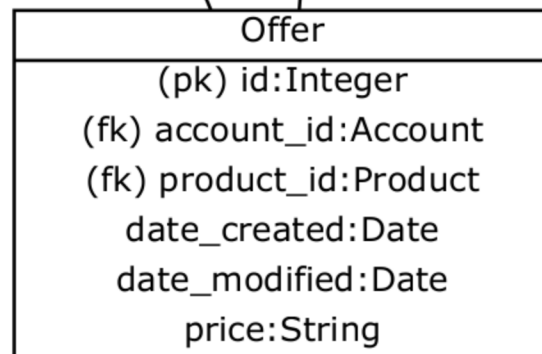 Offer
(pk) id:Integer
(fk) account_id:Account
(fk) product_id:Product
date_created:Date
date_modified:Date
price:String